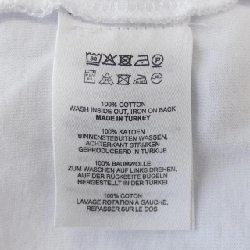 100% COTTON
WASH INSIDE OUT, IRON ON BACK
MADE IN TURKEY
100% KATOEN
BINNENSTEBUITEN WASSEN,
ACHTERKANT STRIJKEN
GEPRODUCEERD IN TURKIJE
100% BAUMWOLLE
ZUM WASCHEN AUF LINKS DREHEN,
AUF DER RÜCKSEITE BÜGELN
HERGESTELLT IN DER TÜRKEI
100% COTON
LAVAGE ROTATION A GAUCHE,
REPASSER SUR LE DOS